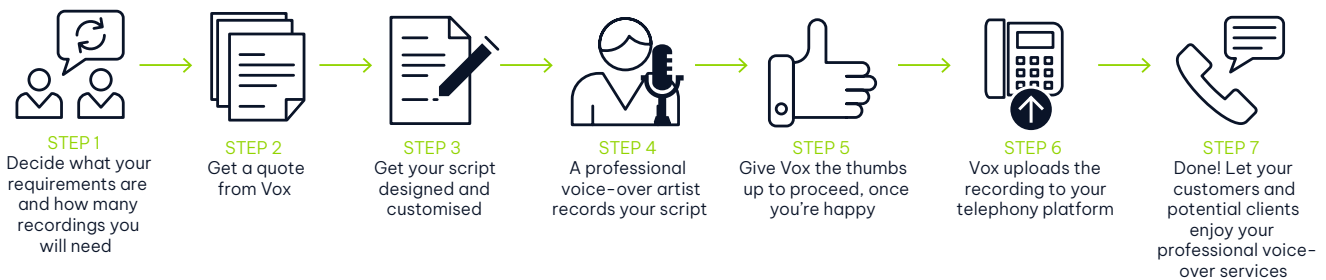 STEP 1
Decide what your
requirements are
and how many
recordings you
will need
STEP 2
Get a quote
from Vox
STEP 3
Get your script
designed and
customised
STEP 4
A professional
voice-over artist
records your script
STEP 5
Give Vox the thumbs
up to proceed, once
you're happy
STEP 6
Vox uploads the
recording to your
telephony platform
STEP 7
Done! Let your
customers and
potential clients
enjoy your
professional voice-
over services